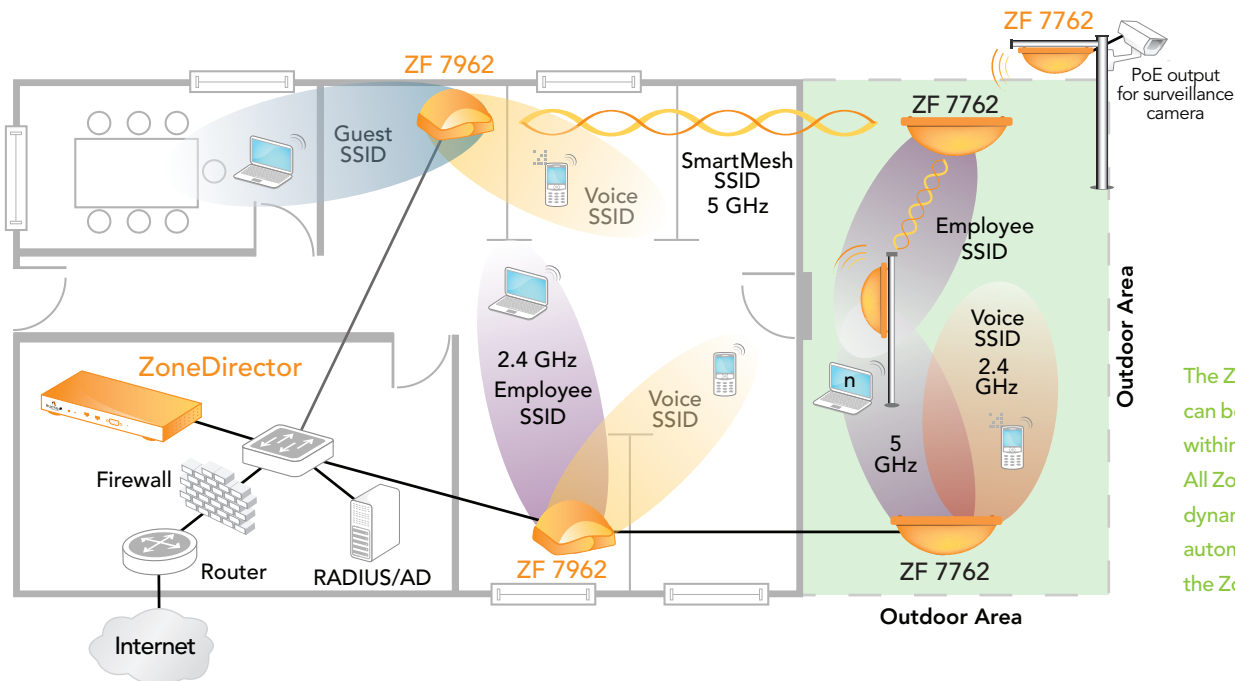 ZF 7762
ZF 7962
PoE output
for surveillance
camera
ZF 7762
Guest
SSID
SmartMesh
SSID
5 GHz
Voice
SSID
Employee
SSID
Outdoor Area
Voice
SSID
2.4
GHz
2.4 GHz
Employee
SSID
ZoneDirector
Voice
SSID
n
5
GHz
Firewall
Router
RADIUS/AD
ZF 7962
ZF 7762
Internet
Outdoor Area
The Z
can be
within
All Zo
dynar
autom
the Zo